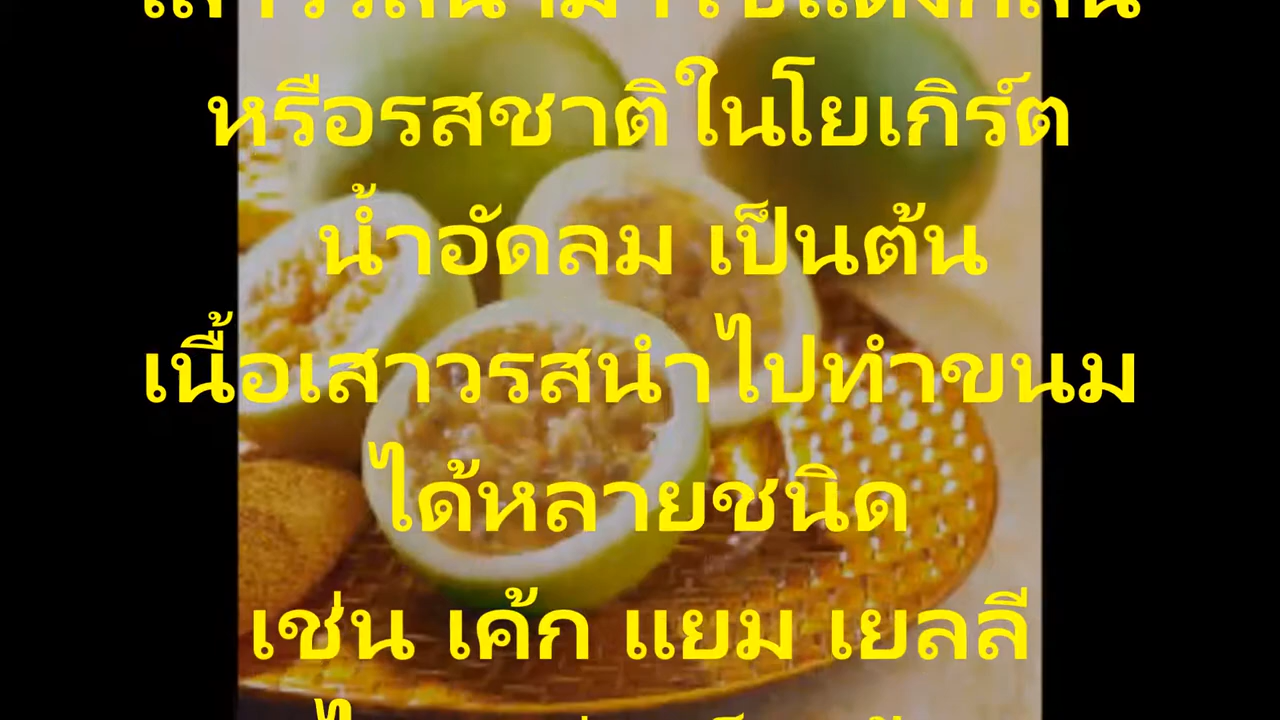 หรือรสชาติในโยเกิร์ต
น้ำอัดลม เป็นต้น
เนื้อเสาวรสนำไปทำขนม
ได้หลายชนิด
เช่น เค้ก แยม เยลลี